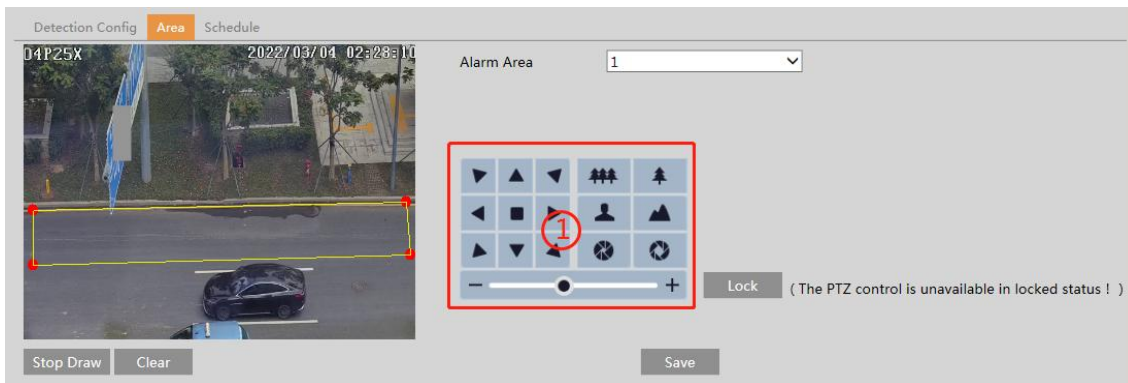 Detection Config Area Schedule
04PZ5X 2022/03/04 02:28:10
Alarm Area 1
1
Lock ( The PTZ control is unavailable in locked status ! )
Stop Draw Clear Save